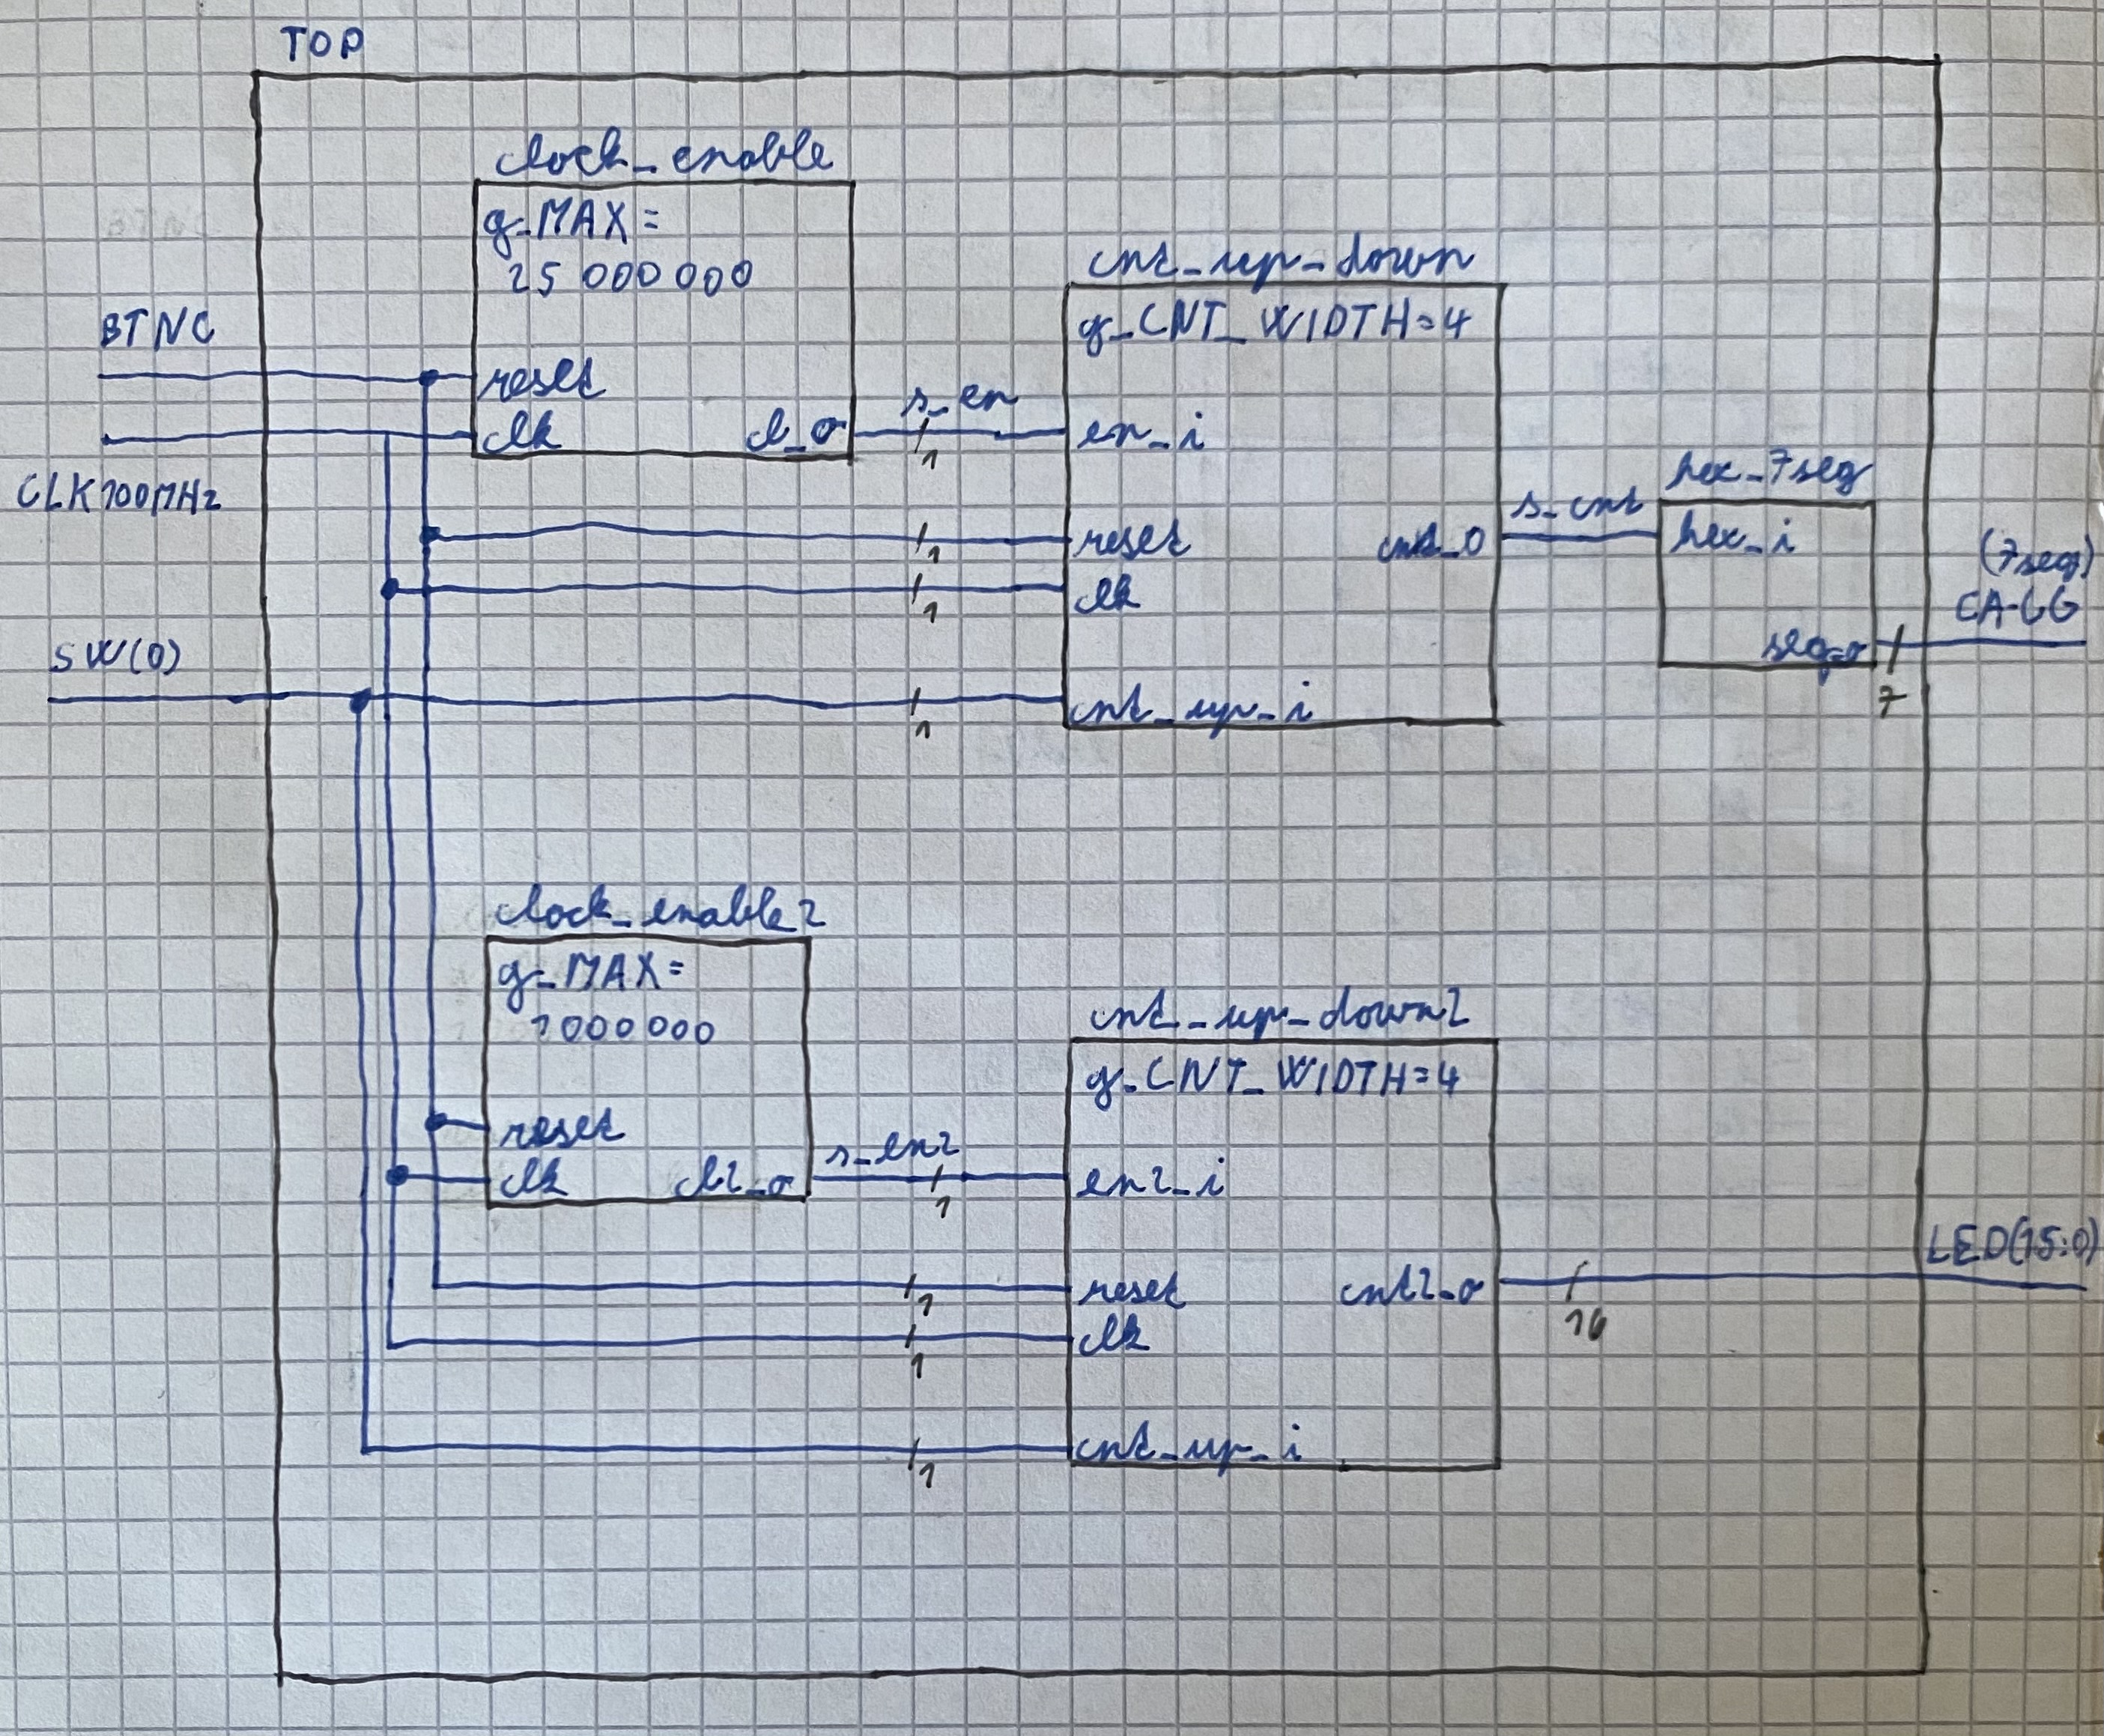 TOP
clock_enable
g_MAX =
25 000 000
reset
clk
ce_o
BTNC
CLK100MHz
SW(0)
s_en
1
1
1
1
cnt_up_down
g_CNT_WIDTH=4
en_i
reset
clk
cnt_up_i
cnt_o
s_cnt
hex_7seg
hex_i
seg_o
7
(7seg)
CA-CG
clock_enable2
g_MAX=
1000000
reset
clk
ce2_o
s_en2
1
1
1
1
cnt_up_down2
g_CNT_WIDTH=4
en2_i
reset
clk
cnt_up_i
cnt2_o
16
LED(15:0)